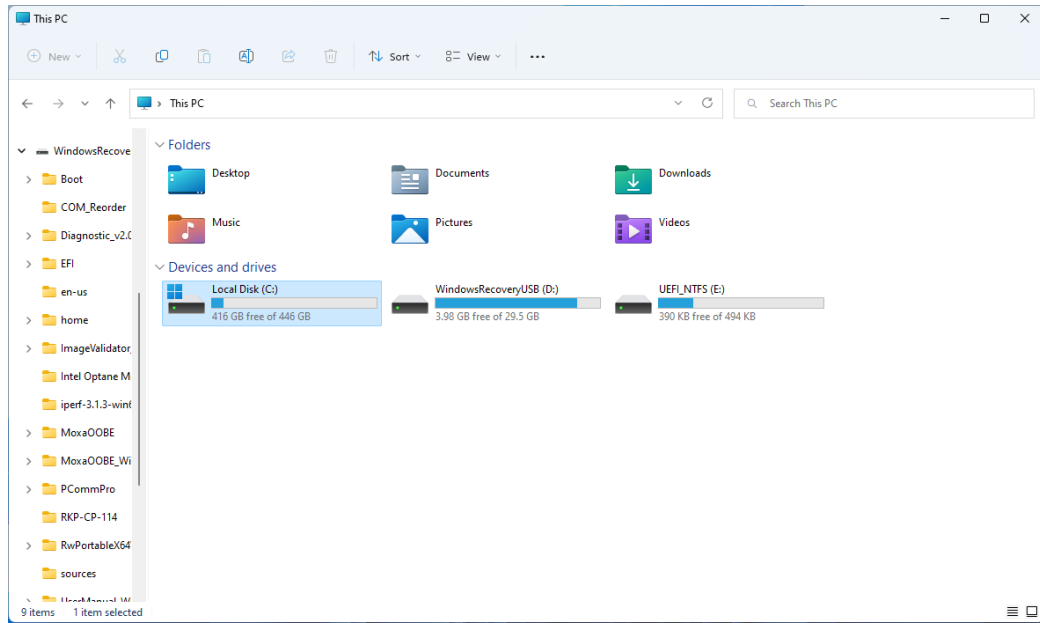 This PC
New
Sort
View
This PC
Search This PC
WindowsRecove
Boot
COM_Reorder
Diagnostic_v2.0
EFI
en-us
home
ImageValidator
Intel Optane M
iperf-3.1.3-win6
MoxaOOBE
MoxaOOBE_Wi
PCommPro
RKP-CP-114
RwPortableX64
sources
UserManual_W
Folders
Desktop
Documents
Downloads
Music
Pictures
Videos
Devices and drives
Local Disk (C:)
416 GB free of 446 GB
WindowsRecoveryUSB (D:)
3.98 GB free of 29.5 GB
UEFI_NTFS (E:)
390 KB free of 494 KB
9 items 1 item selected